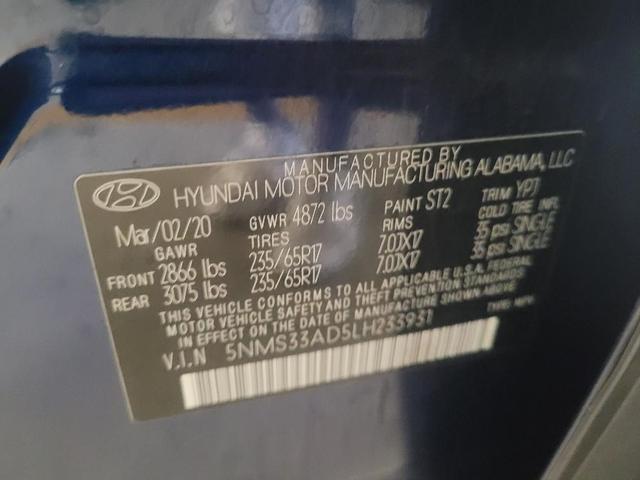 MANUFACTURED BY
HYUNDAI MOTOR MANUFACTURING ALABAMA, LLC
Mar/02/20 GVWR 4872 lbs PAINT ST2 TRIM YPJ
GAWR TIRES RIMS COLD TIRE INFL
FRONT 2866 lbs 235/65R17 7.0JX17 35 psi SINGLE
REAR 3075 lbs 235/65R17 7.0JX17 35 psi SINGLE
THIS VEHICLE CONFORMS TO ALL APPLICABLE U.S.A. FEDERAL
MOTOR VEHICLE SAFETY AND THEFT PREVENTION STANDARDS
IN EFFECT ON THE DATE OF MANUFACTURE SHOWN ABOVE.
V.I.N 5NMS33AD5LH233931 TYPE: MPV